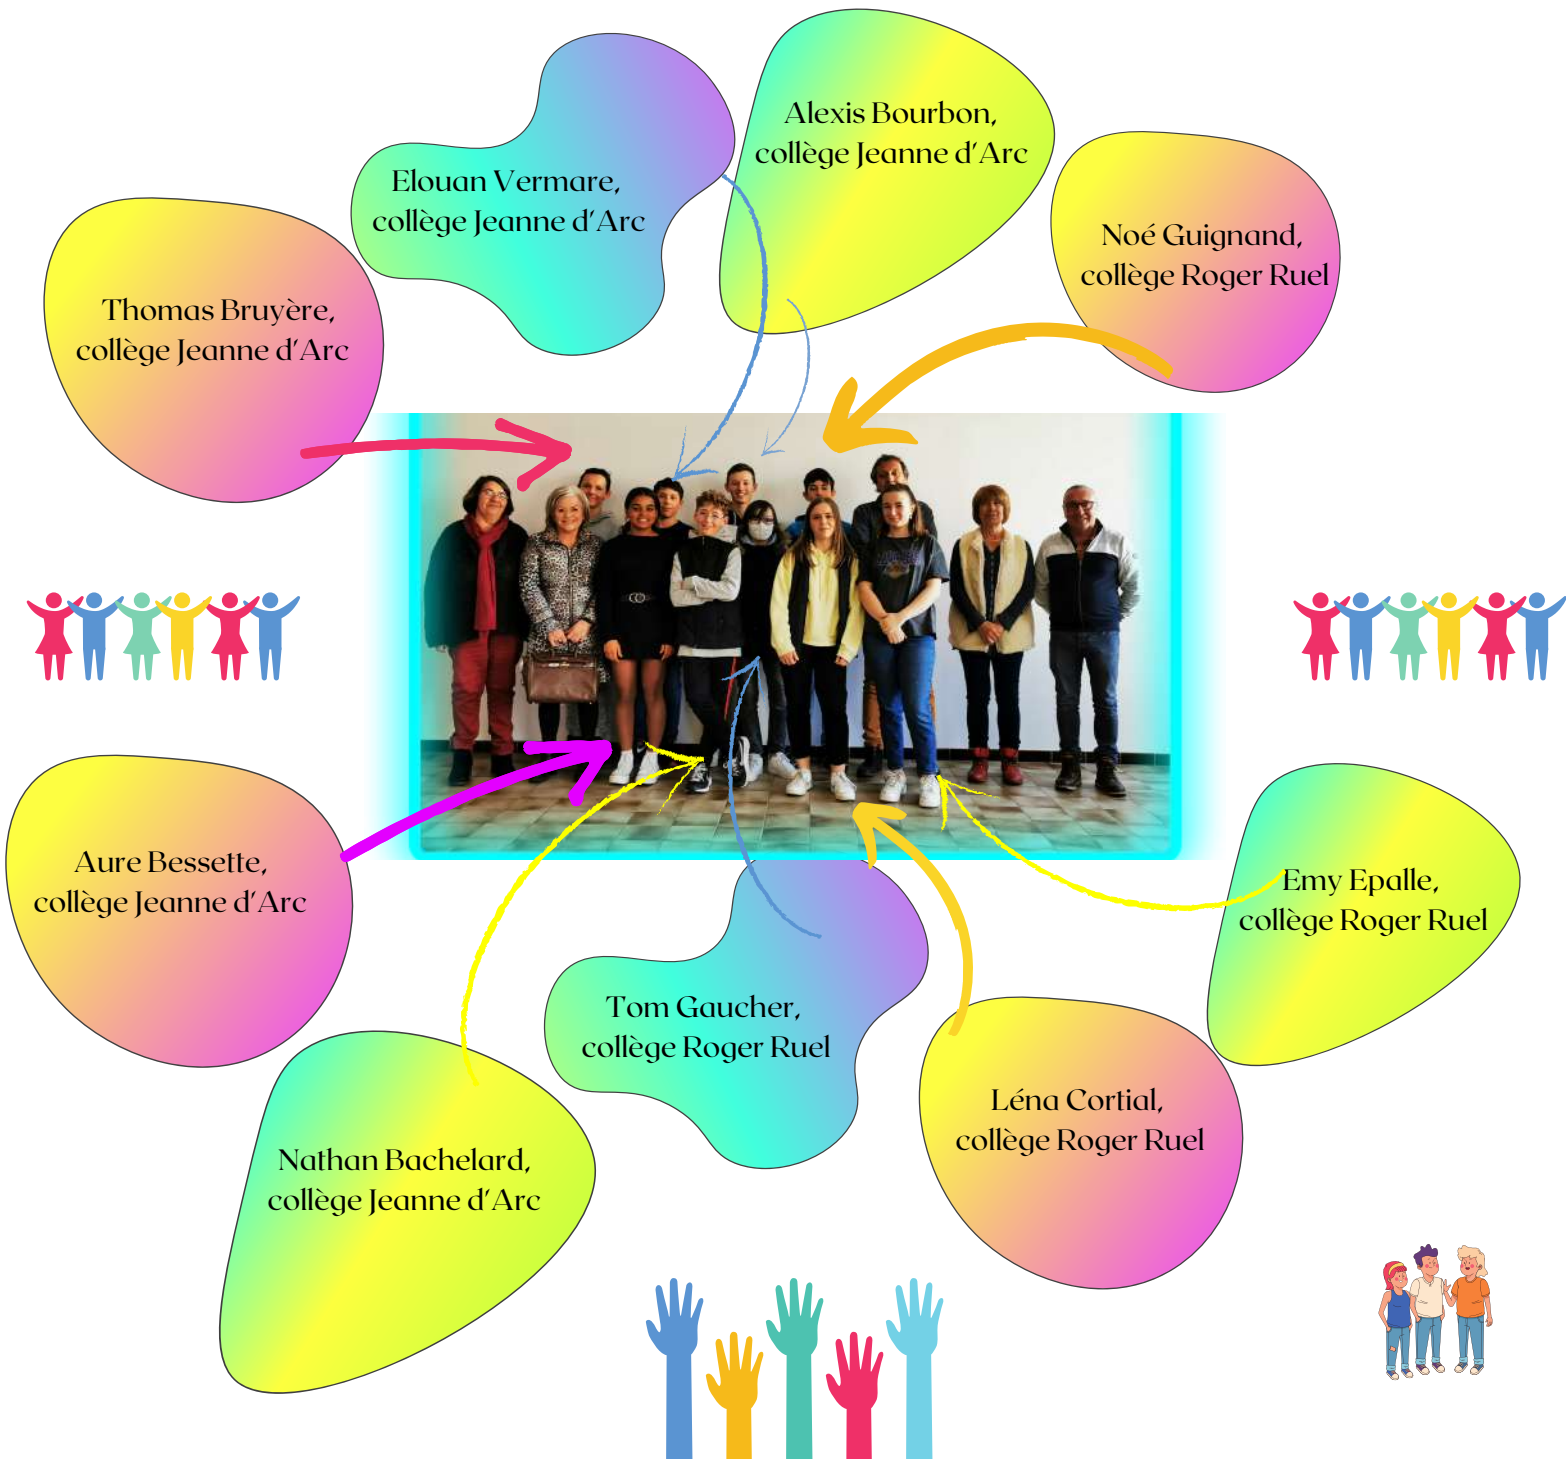 Alexis Bourbon,
collège Jeanne d'Arc
Elouan Vermare,
collège Jeanne d'Arc
Noé Guignand,
collège Roger Ruel
Thomas Bruyère,
collège Jeanne d'Arc
Aure Bessette,
collège Jeanne d'Arc
Emy Epalle,
collège Roger Ruel
Tom Gaucher,
collège Roger Ruel
Léna Cortial,
collège Roger Ruel
Nathan Bachelard,
collège Jeanne d'Arc